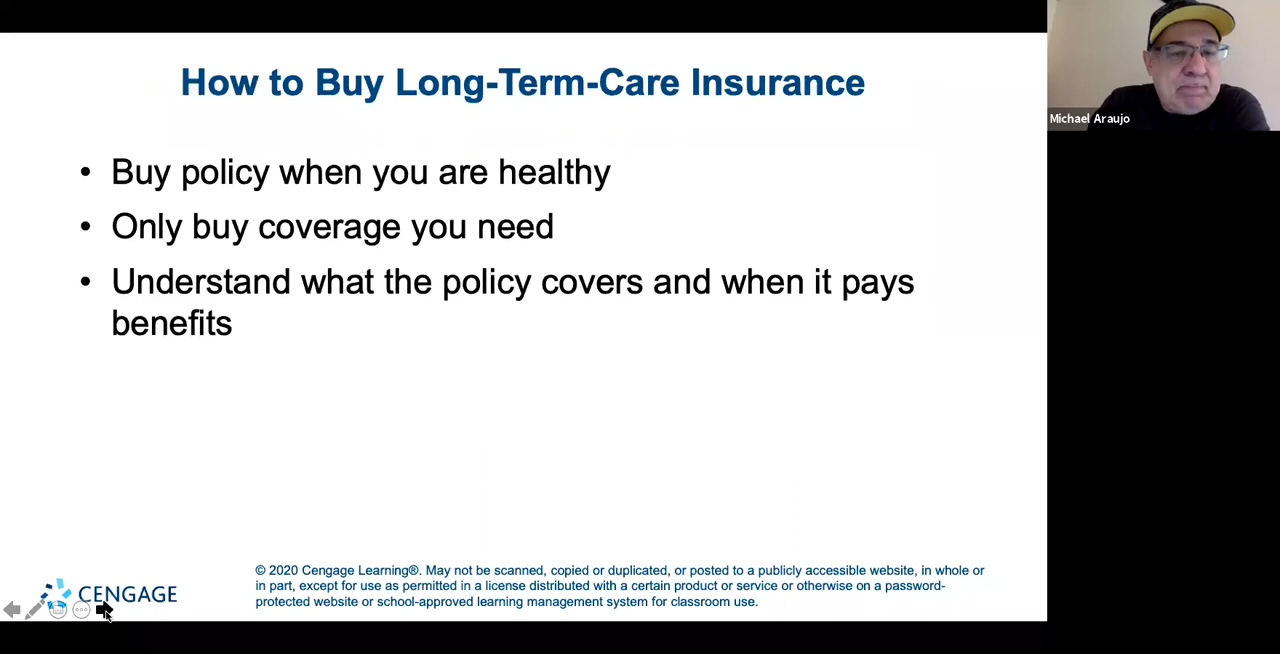 How to Buy Long-Term-Care Insurance
• Buy policy when you are healthy
• Only buy coverage you need
• Understand what the policy covers and when it pays
benefits
Michael Araujo
CENGAGE
© 2020 Cengage Learning®. May not be scanned, copied or duplicated, or posted to a publicly accessible website, in whole or
in part, except for use as permitted in a license distributed with a certain product or service or otherwise on a password-
protected website or school-approved learning management system for classroom use.